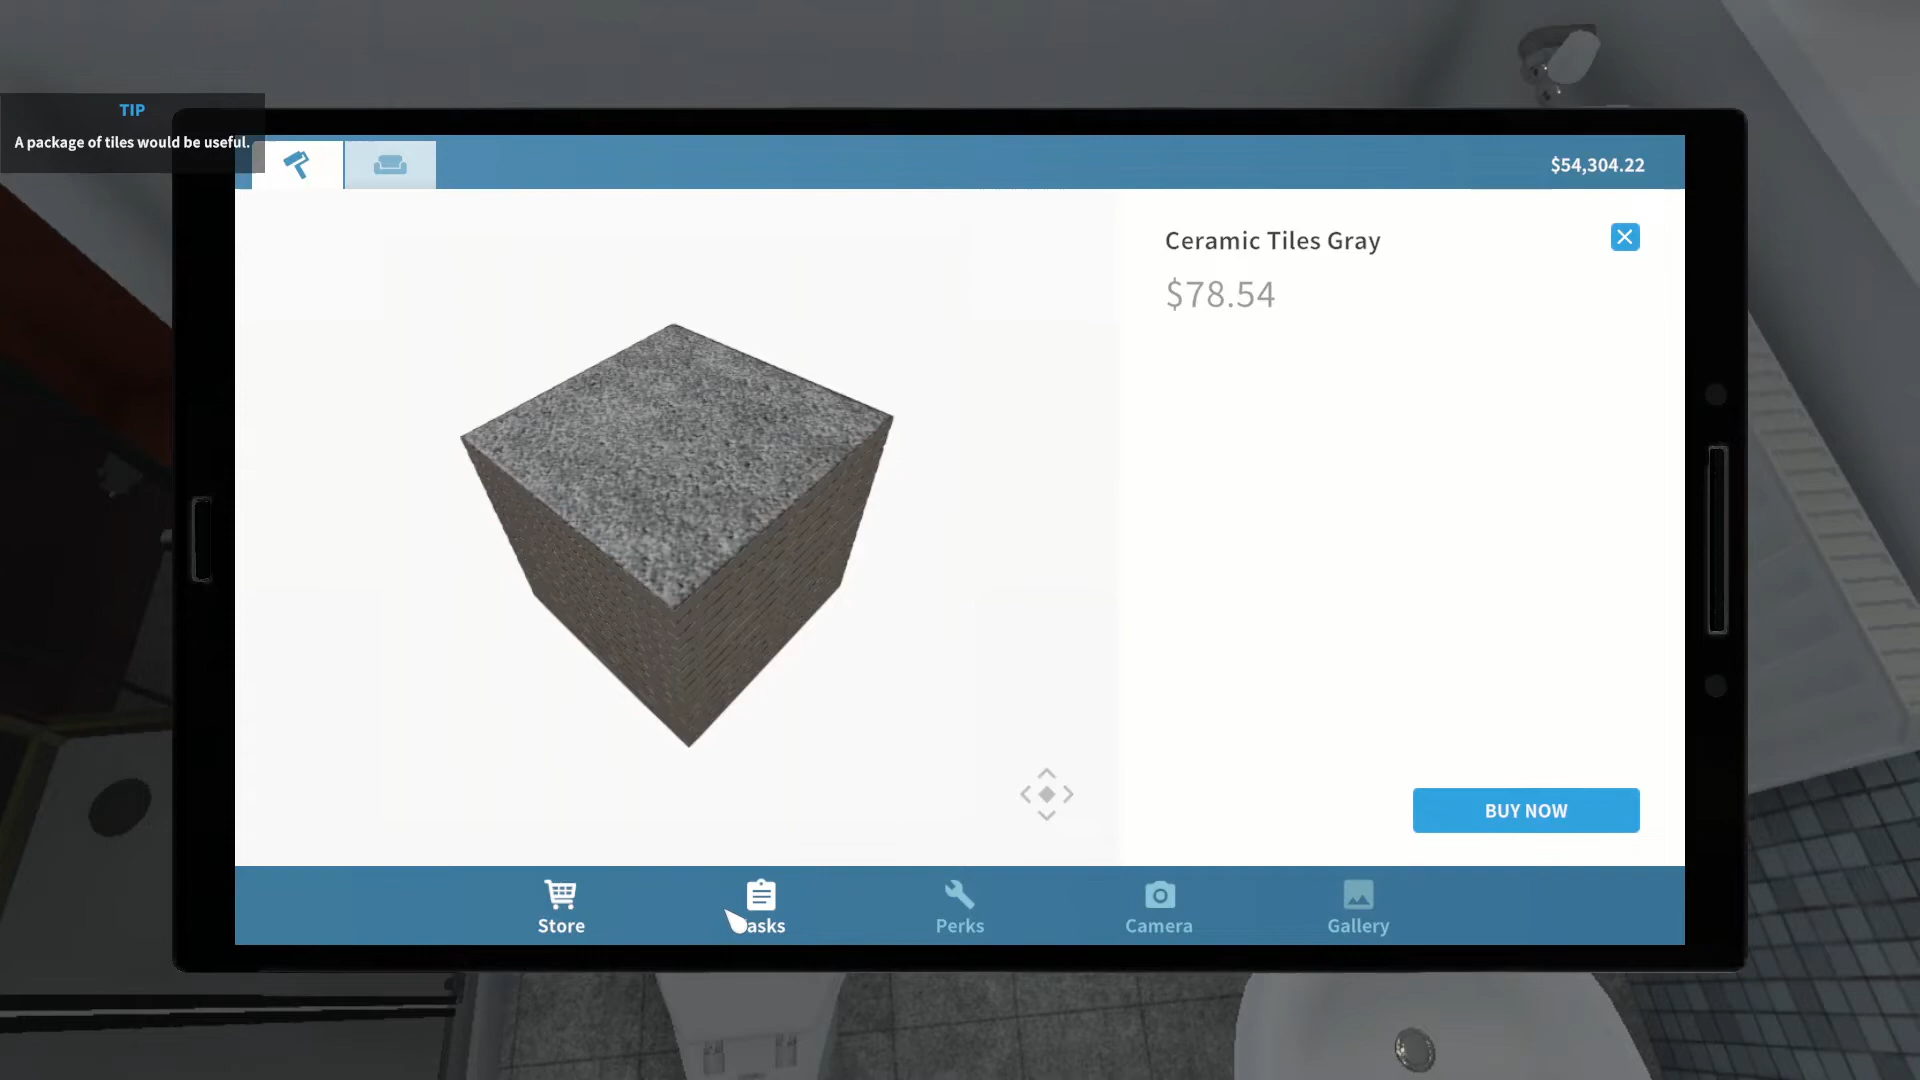 TIP
A package of tiles would be useful.
$54,304.22
Ceramic Tiles Gray
$78.54
BUY NOW
Store
asks
Perks
Camera
Gallery